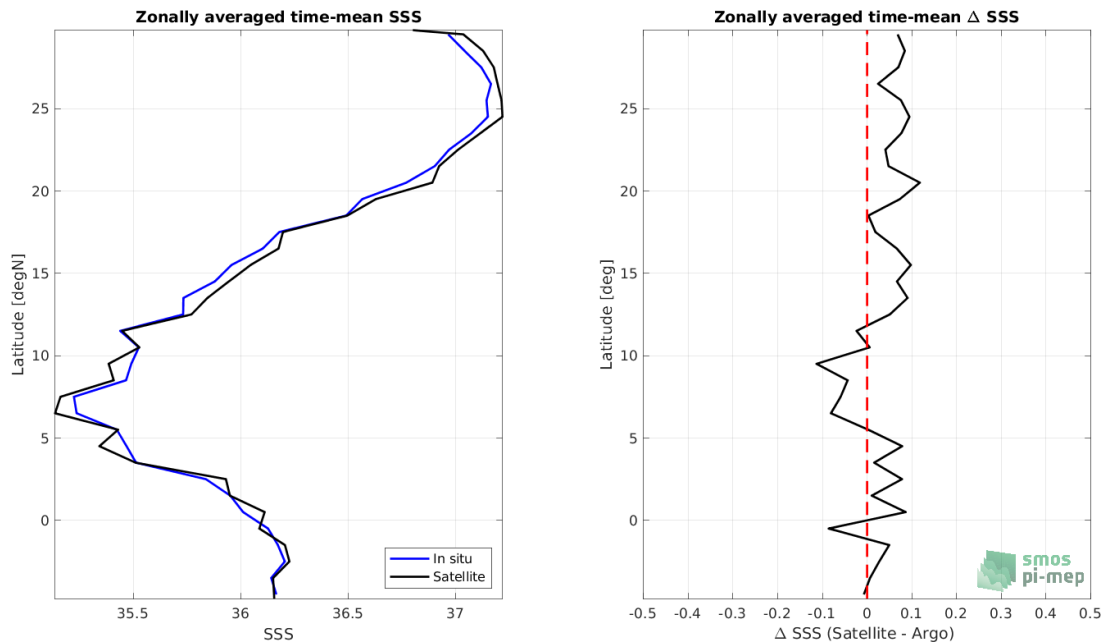 Zonally averaged time-mean SSS
25
20
15
10
5
0
Latitude [degN]
35.5
36
36.5
37
SSS
In situ
Satellite
Zonally averaged time-mean Δ SSS
25
20
15
10
5
0
Latitude [deg]
-0.5
-0.4
-0.3
-0.2
-0.1
0
0.1
0.2
0.3
0.4
0.5
Δ SSS (Satellite - Argo)
smos
pi-mep